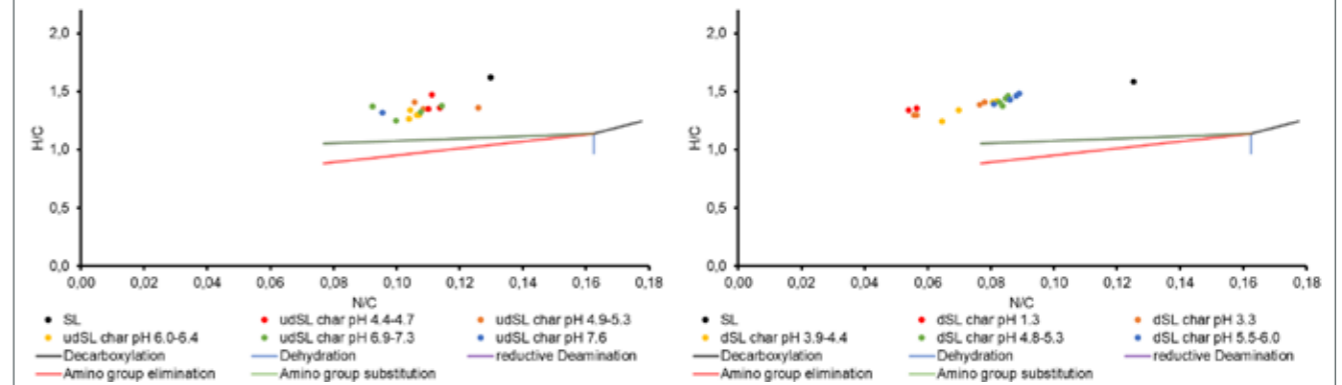 2,0
1,5
1,0
0,5
0,0
H/C
0,00 0,02 0,04 0,06 0,08 0,10 0,12 0,14 0,16 0,18
N/C
SL udSL char pH 4.4-4.7 udSL char pH 4.9-5.3
udSL char pH 6.0-6.4 udSL char pH 6.9-7.3 udSL char pH 7.6
Decarboxylation Dehydration reductive Deamination
Amino group elimination Amino group substitution
2,0
1,5
1,0
0,5
0,0
H/C
0,00 0,02 0,04 0,06 0,08 0,10 0,12 0,14 0,16 0,18
N/C
SL dSL char pH 1.3 dSL char pH 3.3
dSL char pH 3.9-4.4 dSL char pH 4.8-5.3 dSL char pH 5.5-6.0
Decarboxylation Dehydration reductive Deamination
Amino group elimination Amino group substitution